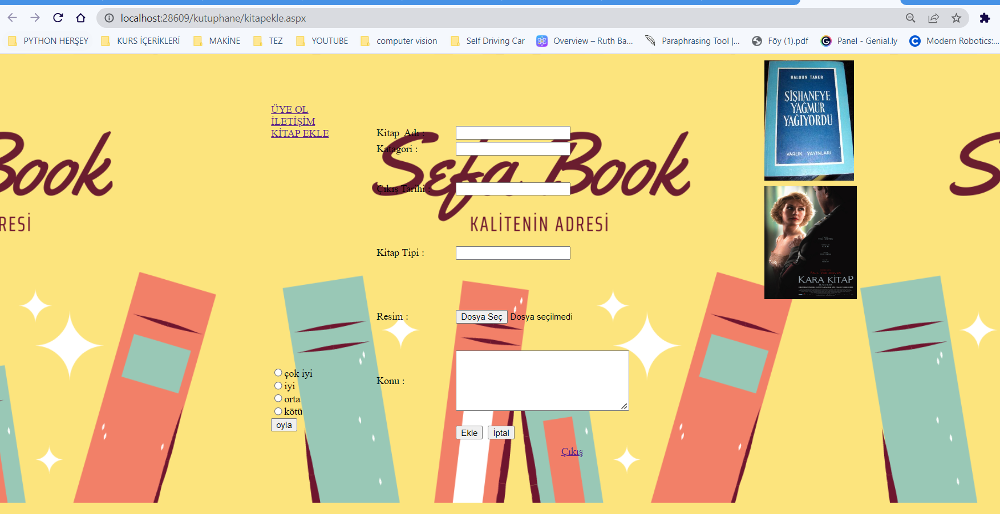 localhost:28609/kutuphane/kitapekle.aspx
PYTHON HERŞEY
KURS İÇERİKLERİ
MAKİNE
TEZ
YOUTUBE
computer vision
Self Driving Car
Overview – Ruth Ba...
Paraphrasing Tool |...
Föy (1).pdf
Panel - Genial.ly
Modern Robotics:...
ÜYE OL
İLETİŞİM
KİTAP EKLE
Kitap Adı :
Katagori :
Çıkış Tarihi :
Kitap Tipi :
Resim :
Dosya Seç Dosya seçilmedi
Konu :
Ekle
İptal
Çıkış
çok iyi
iyi
orta
kötü
oyla
Book
RESİ
Sefa Book
KALİTENİN ADRESİ
S
HALDUN TANER
ŞİŞHANEYE
YAĞMUR
YAĞIYORDU
VARLIK YAYINLARI
PAUL VERHOEVEN
KARA KİTAP